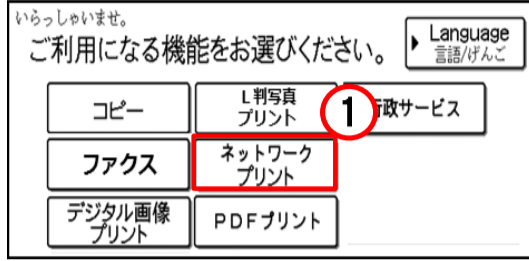 いらっしゃいませ。
ご利用になる機能をお選びください。
Language
言語/げんご
コピー
L判写真
プリント
1
政サービス
ファクス
ネットワーク
プリント
デジタル画像
プリント
PDFプリント